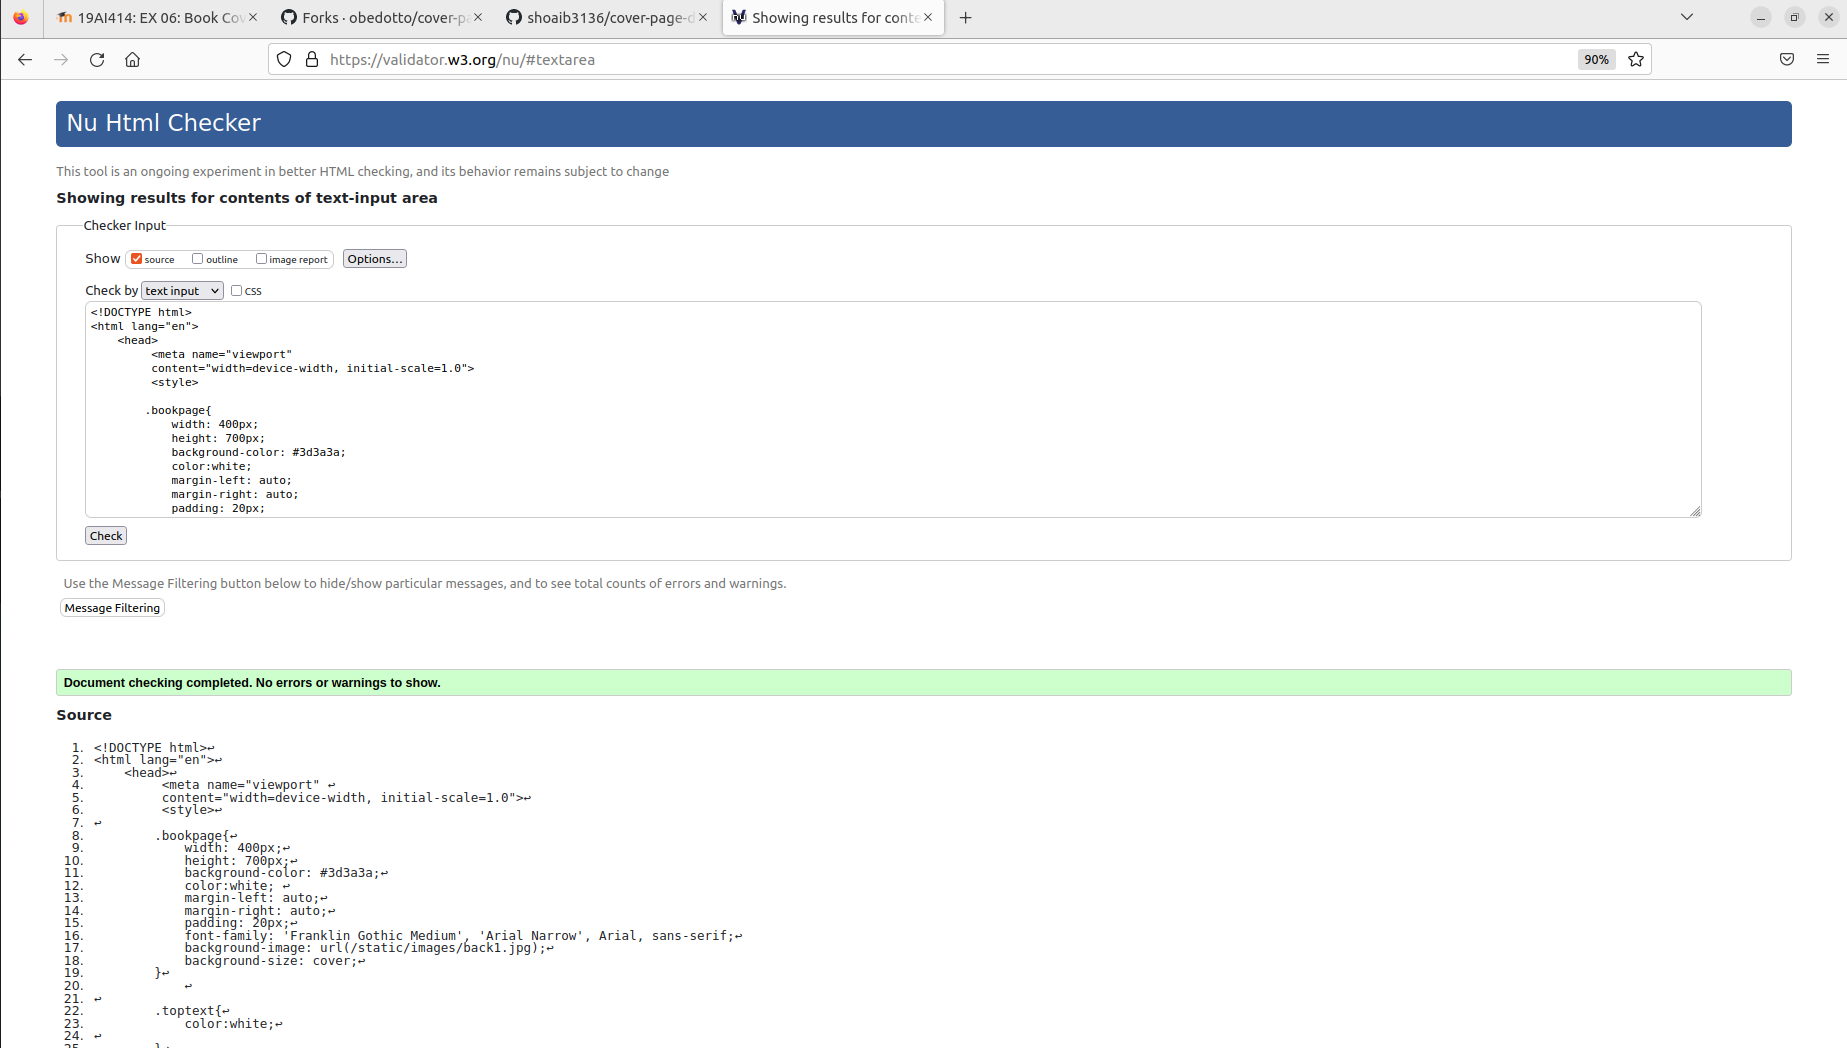 19AI414: EX 06: Book Cov
Forks · obedotto/cover-pa
shoaib3136/cover-page-d
Showing results for conte
https://validator.w3.org/nu/#textarea
90%
Nu Html Checker
This tool is an ongoing experiment in better HTML checking, and its behavior remains subject to change
Showing results for contents of text-input area
Checker Input
Show source outline image report Options...
Check by text input css
<!DOCTYPE html>
<html lang="en">
<head>
<meta name="viewport"
content="width=device-width, initial-scale=1.0">
<style>
.bookpage{
width: 400px;
height: 700px;
background-color: #3d3a3a;
color:white;
margin-left: auto;
margin-right: auto;
padding: 20px;
Check
Use the Message Filtering button below to hide/show particular messages, and to see total counts of errors and warnings.
Message Filtering
Document checking completed. No errors or warnings to show.
Source
1. <!DOCTYPE html>↩
2. <html lang="en">↩
3. <head>↩
4. <meta name="viewport" ↩
5. content="width=device-width, initial-scale=1.0">↩
6. <style>↩
7. ↩
8. .bookpage{↩
9. width: 400px;↩
10. height: 700px;↩
11. background-color: #3d3a3a;↩
12. color:white; ↩
13. margin-left: auto;↩
14. margin-right: auto;↩
15. padding: 20px;↩
16. font-family: 'Franklin Gothic Medium', 'Arial Narrow', Arial, sans-serif;↩
17. background-image: url(/static/images/back1.jpg);↩
18. background-size: cover;↩
19. }↩
20. ↩
21. ↩
22. .toptext{↩
23. color:white;↩
24. ↩
25. }↩